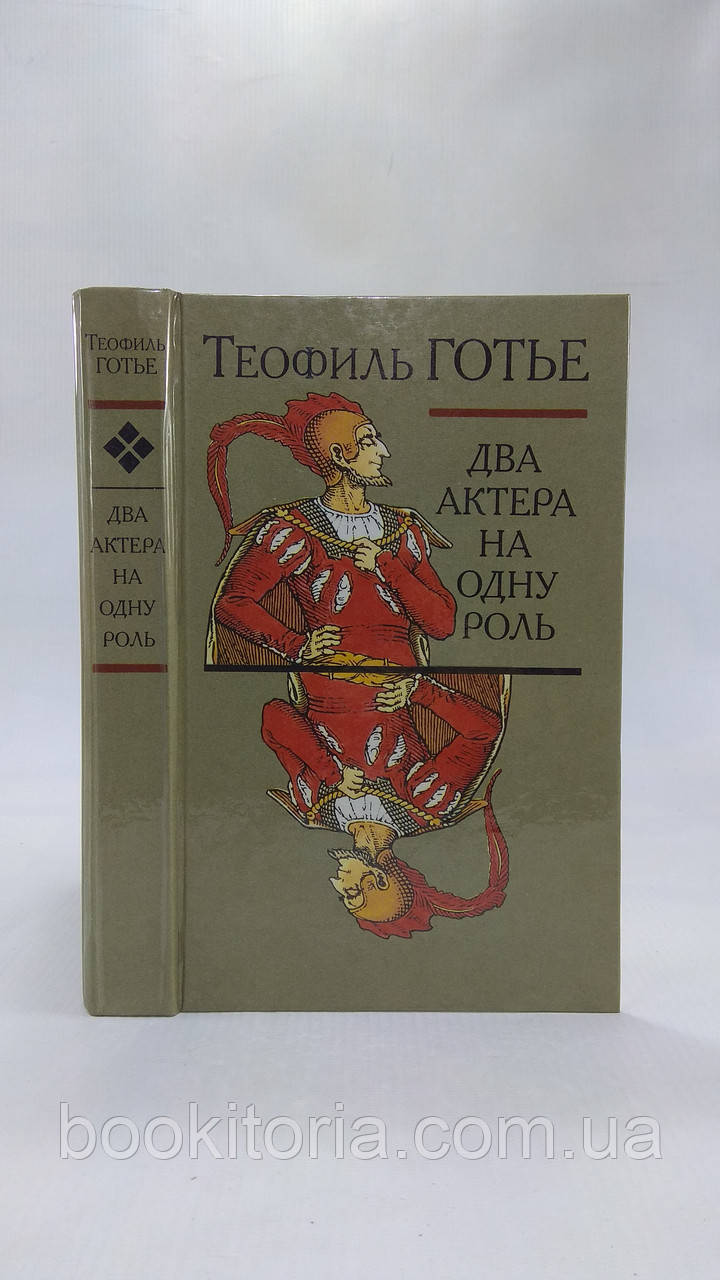 Теофиль
ГОТЬЕ
ДВА
АКТЕРА
НА
ОДНУ
РОЛЬ
Теофиль ГОТЬЕ
ДВА
АКТЕРА
НА
ОДНУ
РОЛЬ
bookitoria.com.ua